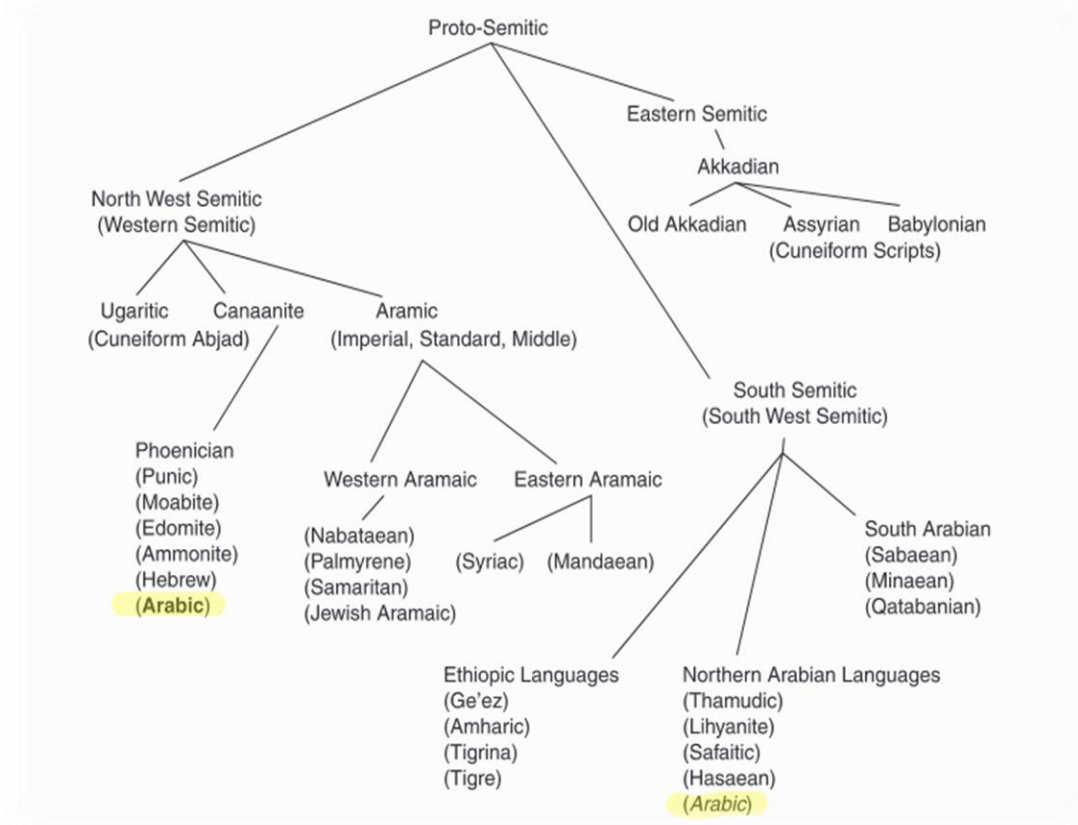 Proto-Semitic
Eastern Semitic
Akkadian
Old Akkadian
Assyrian
Babylonian
(Cuneiform Scripts)
North West Semitic
(Western Semitic)
Ugaritic
(Cuneiform Abjad)
Canaanite
Aramic
(Imperial, Standard, Middle)
Phoenician
(Punic)
(Moabite)
(Edomite)
(Ammonite)
(Hebrew)
(Arabic)
Western Aramaic
(Nabataean)
(Palmyrene)
(Samaritan)
(Jewish Aramaic)
Eastern Aramaic
(Syriac)
(Mandaean)
South Semitic
(South West Semitic)
South Arabian
(Sabaean)
(Minaean)
(Qatabanian)
Ethiopic Languages
(Ge'ez)
(Amharic)
(Tigrina)
(Tigre)
Northern Arabian Languages
(Thamudic)
(Lihyanite)
(Safaitic)
(Hasaean)
(Arabic)